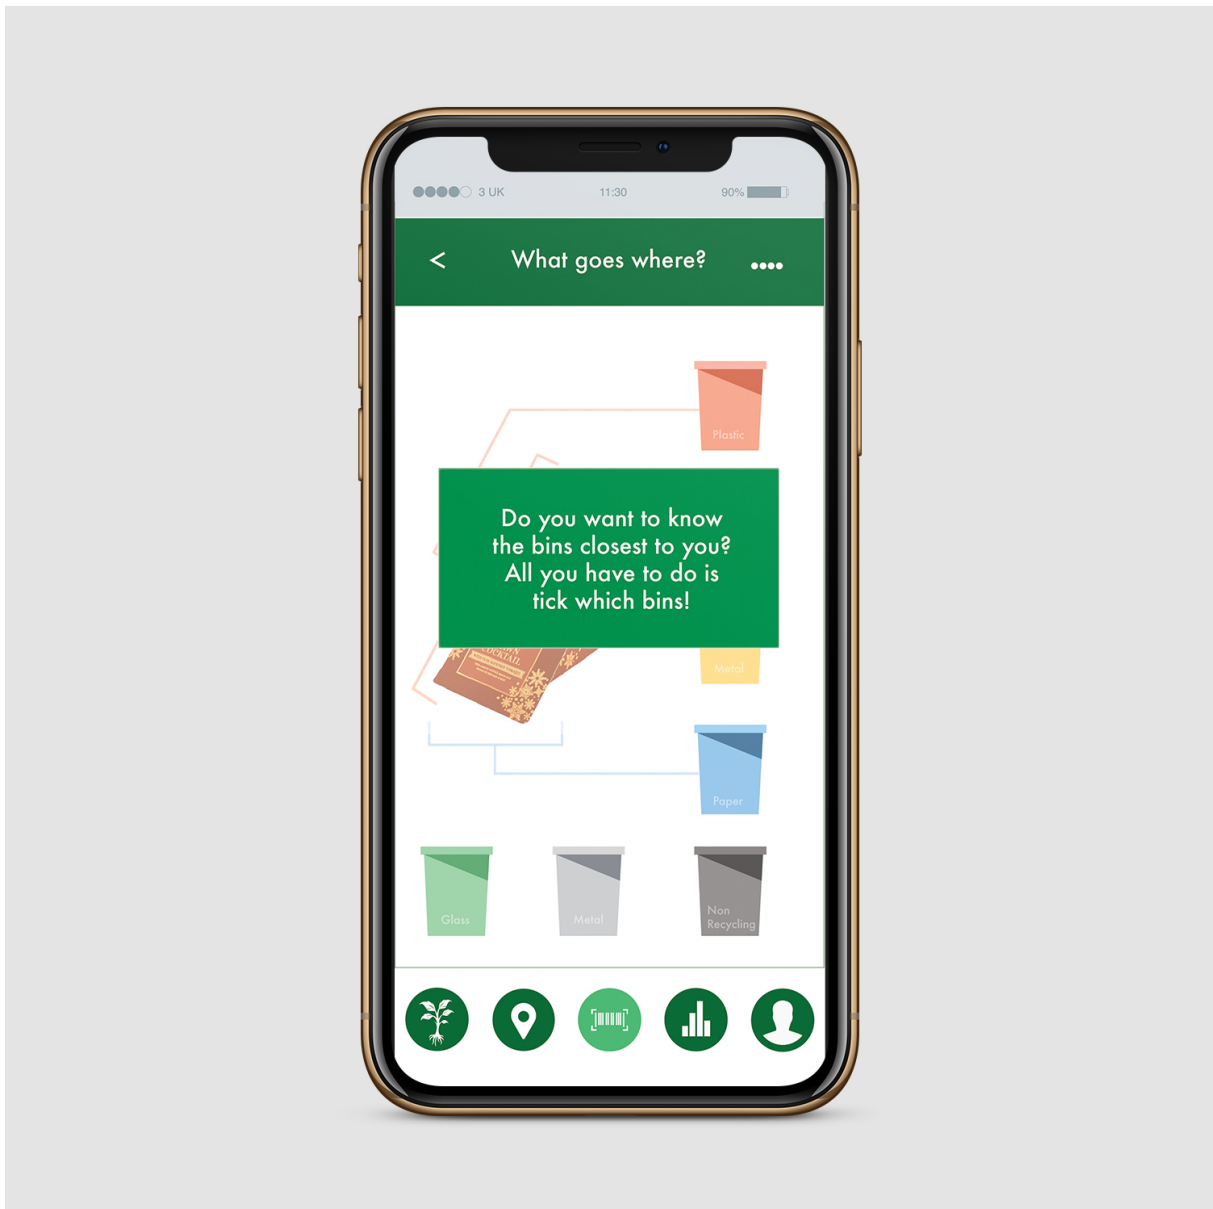 3 UK 11:30 90%
< What goes where?
Plastic
Do you want to know
the bins closest to you?
All you have to do is
tick which bins!
COCKTAIL
Metal
Paper
Glass Metal Non
Recycling